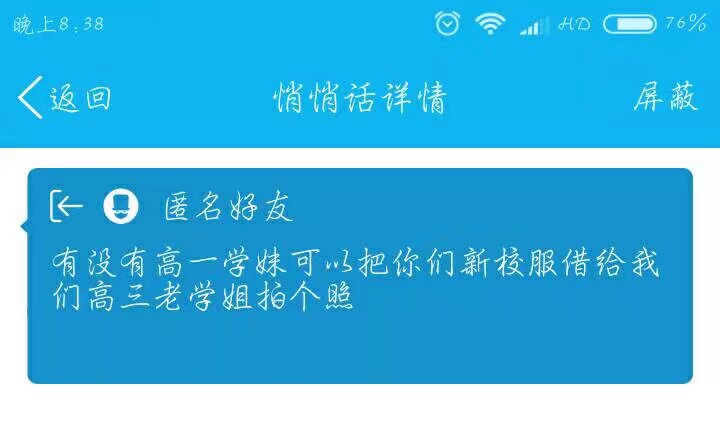 晚上8:38 HD 76%
返回 悄悄话详情 屏蔽
匿名好友
有没有高一学妹可以把你们新校服借给我
们高三老学姐拍个照